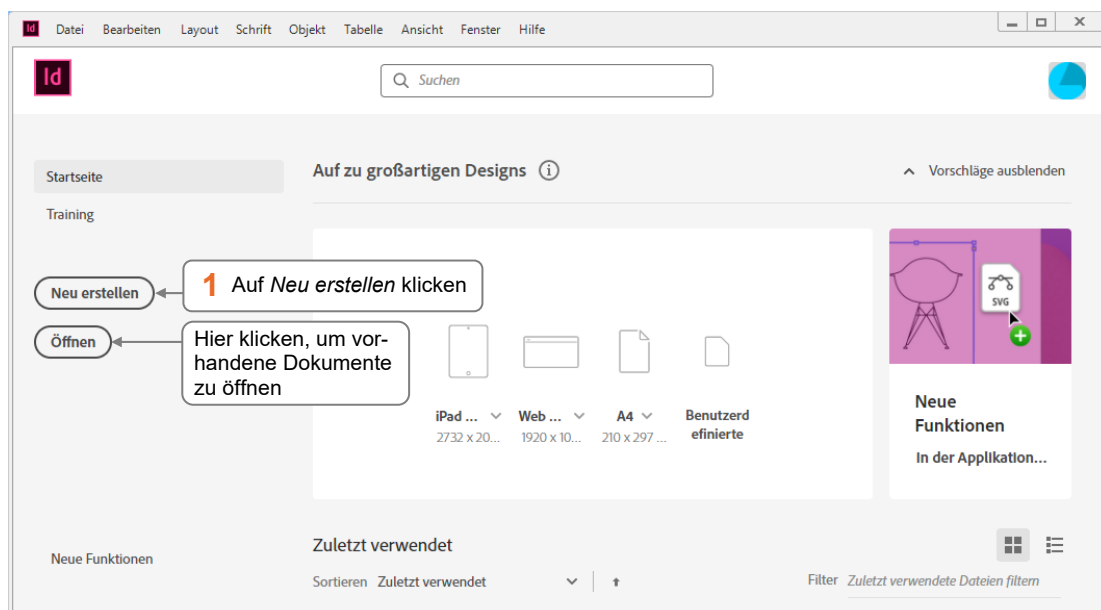 Id Datei Bearbeiten Layout Schrift Objekt Tabelle Ansicht Fenster Hilfe
Id Suchen
Startseite
Training
Auf zu großartigen Designs
Vorschläge ausblenden
Neu erstellen
1 Auf Neu erstellen klicken
Öffnen
Hier klicken, um vor-
handene Dokumente
zu öffnen
iPad ...
2732 x 20...
Web ...
1920 x 10...
A4
210 x 297 ...
Benutzerd
efinierte
SVG
Neue
Funktionen
In der Applikation...
Neue Funktionen
Zuletzt verwendet
Sortieren Zuletzt verwendet
Filter Zuletzt verwendete Dateien filtern